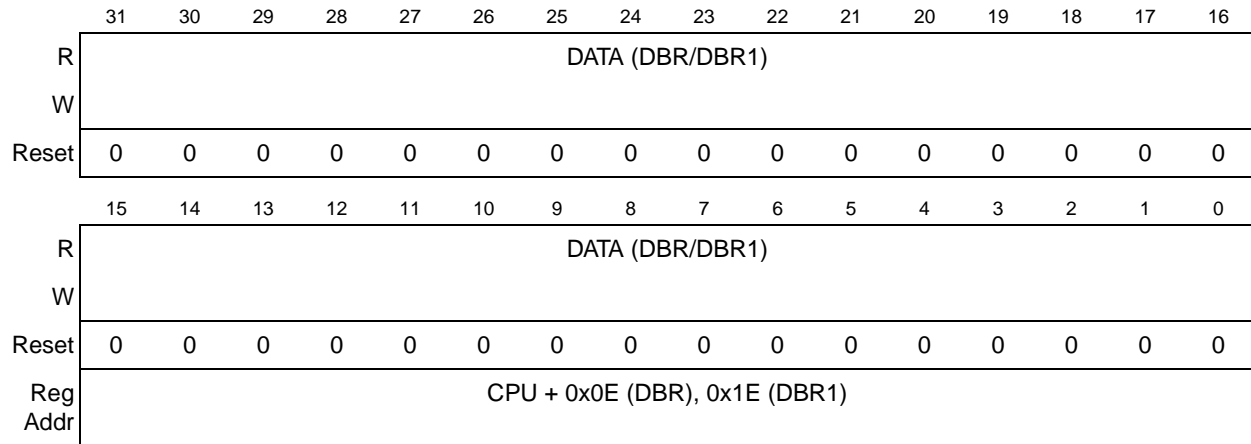 31 30 29 28 27 26 25 24 23 22 21 20 19 18 17 16
R DATA (DBR/DBR1)
W
Reset 0 0 0 0 0 0 0 0 0 0 0 0 0 0 0 0
15 14 13 12 11 10 9 8 7 6 5 4 3 2 1 0
R DATA (DBR/DBR1)
W
Reset 0 0 0 0 0 0 0 0 0 0 0 0 0 0 0 0
Reg CPU + 0x0E (DBR), 0x1E (DBR1)
Addr